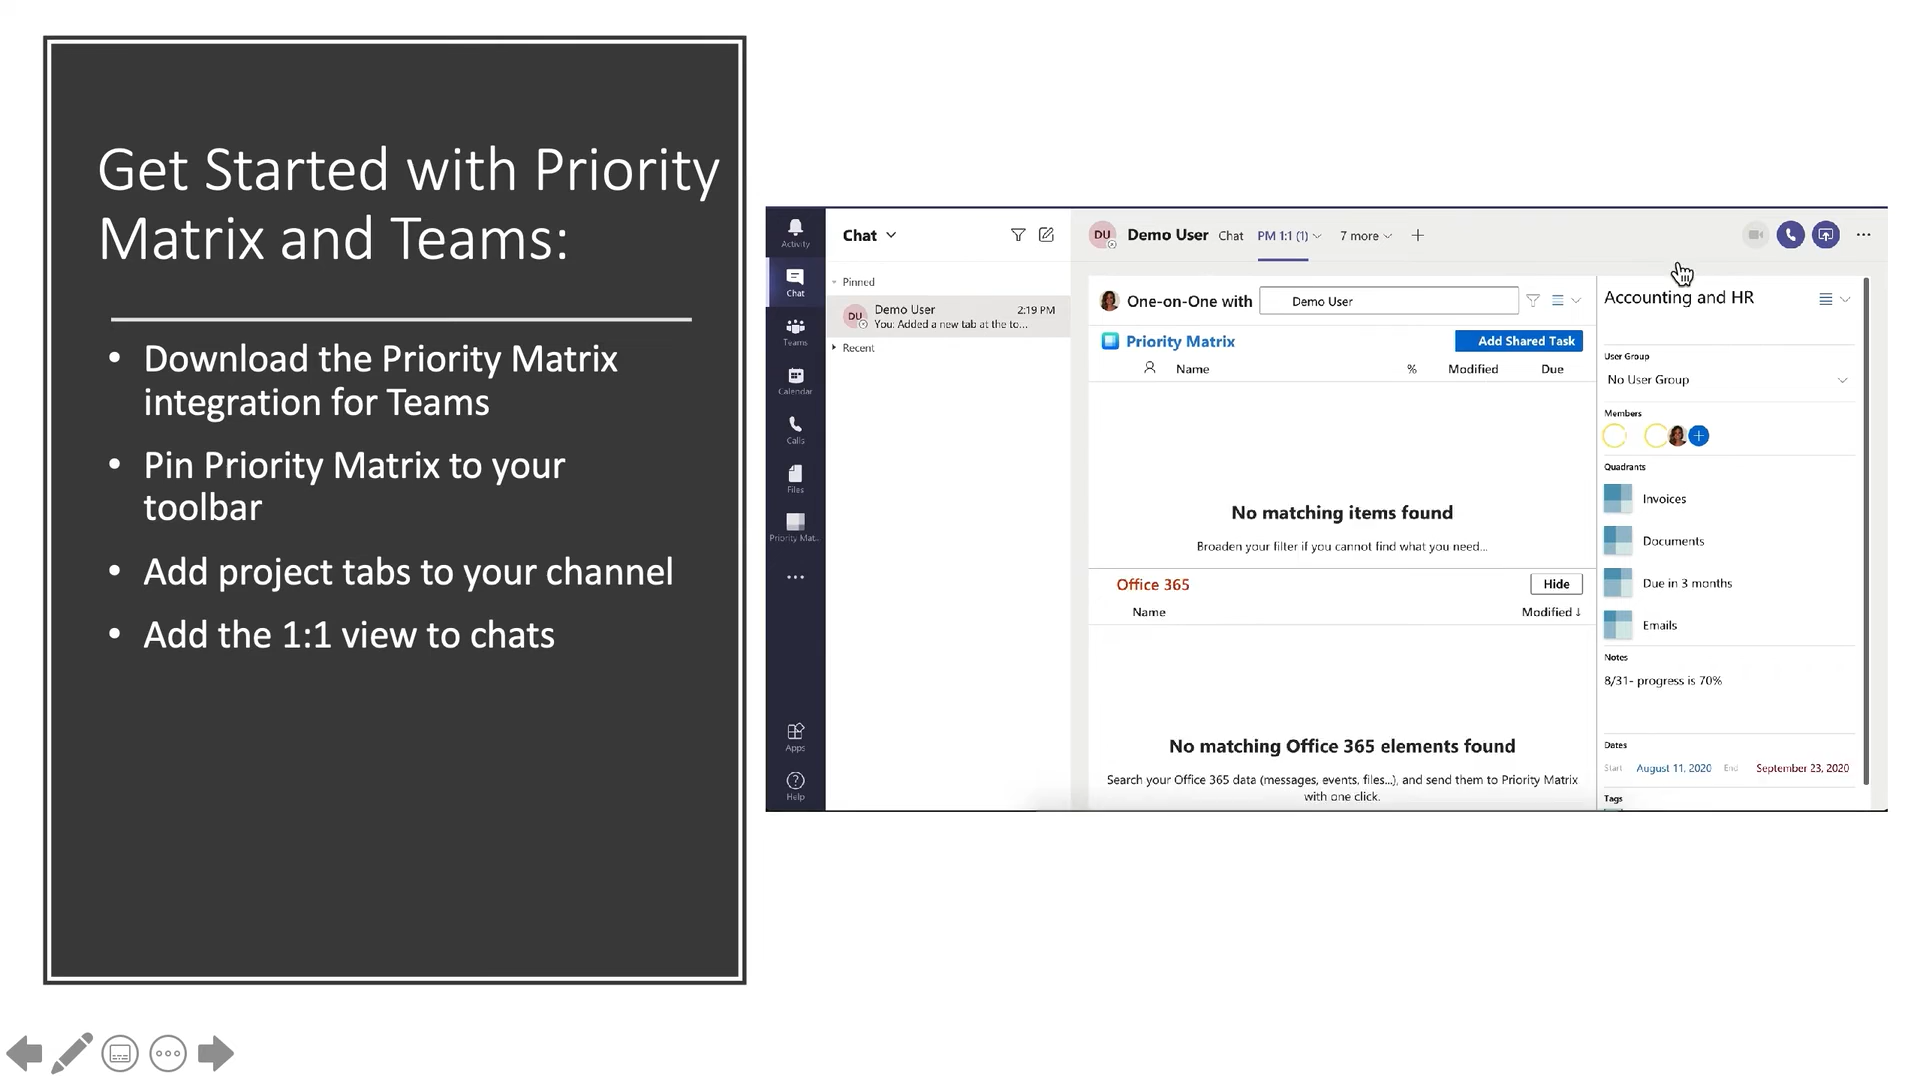 Get Started with Priority
Matrix and Teams:
• Download the Priority Matrix
integration for Teams
• Pin Priority Matrix to your
toolbar
• Add project tabs to your channel
• Add the 1:1 view to chats
Activity
Chat
Teams
Calendar
Calls
Files
Priority Mat...
Apps
Help
Chat
Pinned
DU
Demo User
2:19 PM
You: Added a new tab at the to...
Recent
DU Demo User Chat PM 1:1 (1) 7 more
One-on-One with Demo User
Priority Matrix Add Shared Task
Name % Modified Due
No matching items found
Broaden your filter if you cannot find what you need...
Office 365 Hide
Name Modified↓
No matching Office 365 elements found
Search your Office 365 data (messages, events, files...), and send them to Priority Matrix
with one click.
Accounting and HR
User Group
No User Group
Members
Quadrants
Invoices
Documents
Due in 3 months
Emails
Notes
8/31- progress is 70%
Dates
Start August 11, 2020 End September 23, 2020
Tags